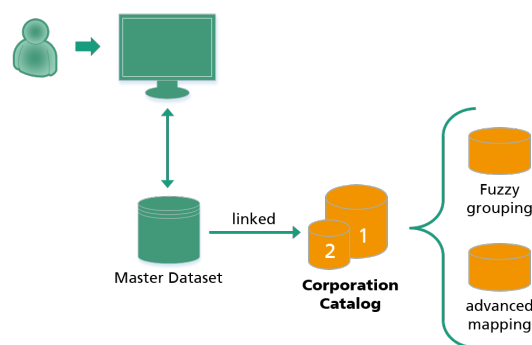 linked
1
2
Master Dataset
Corporation
Catalog
Fuzzy
grouping
advanced
mapping